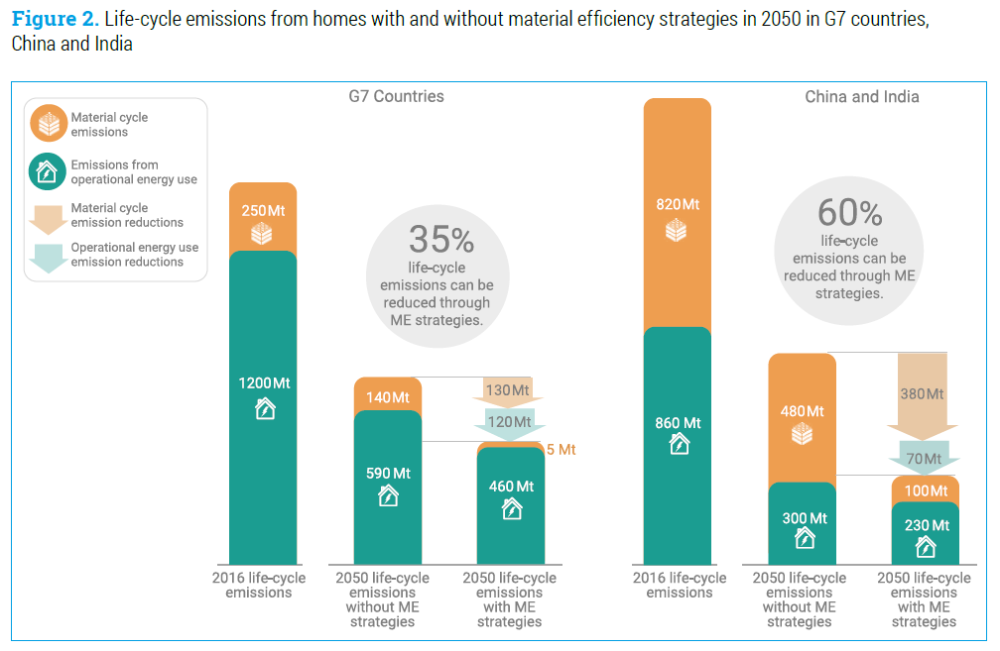 Figure 2. Life-cycle emissions from homes with and without material efficiency strategies in 2050 in G7 countries,
China and India
Material cycle
emissions
Emissions from
operational energy use
Material cycle
emission reductions
Operational energy use
emission reductions
G7 Countries
250Mt
1200Mt
35%
life-cycle
emissions can be
reduced through
ME strategies.
140Mt
590 Mt
130Mt
120Mt
5 Mt
460Mt
2016 life-cycle
emissions
2050 life-cycle
emissions
without ME
strategies
2050 life-cycle
emissions
with ME
strategies
China and India
820Mt
860 Mt
60%
life-cycle
emissions can be
reduced through ME
strategies.
480Mt
300Mt
380Mt
70Mt
100Mt
230Mt
2016 life-cycle
emissions
2050 life-cycle
emissions
without ME
strategies
2050 life-cycle
emissions
with ME
strategies